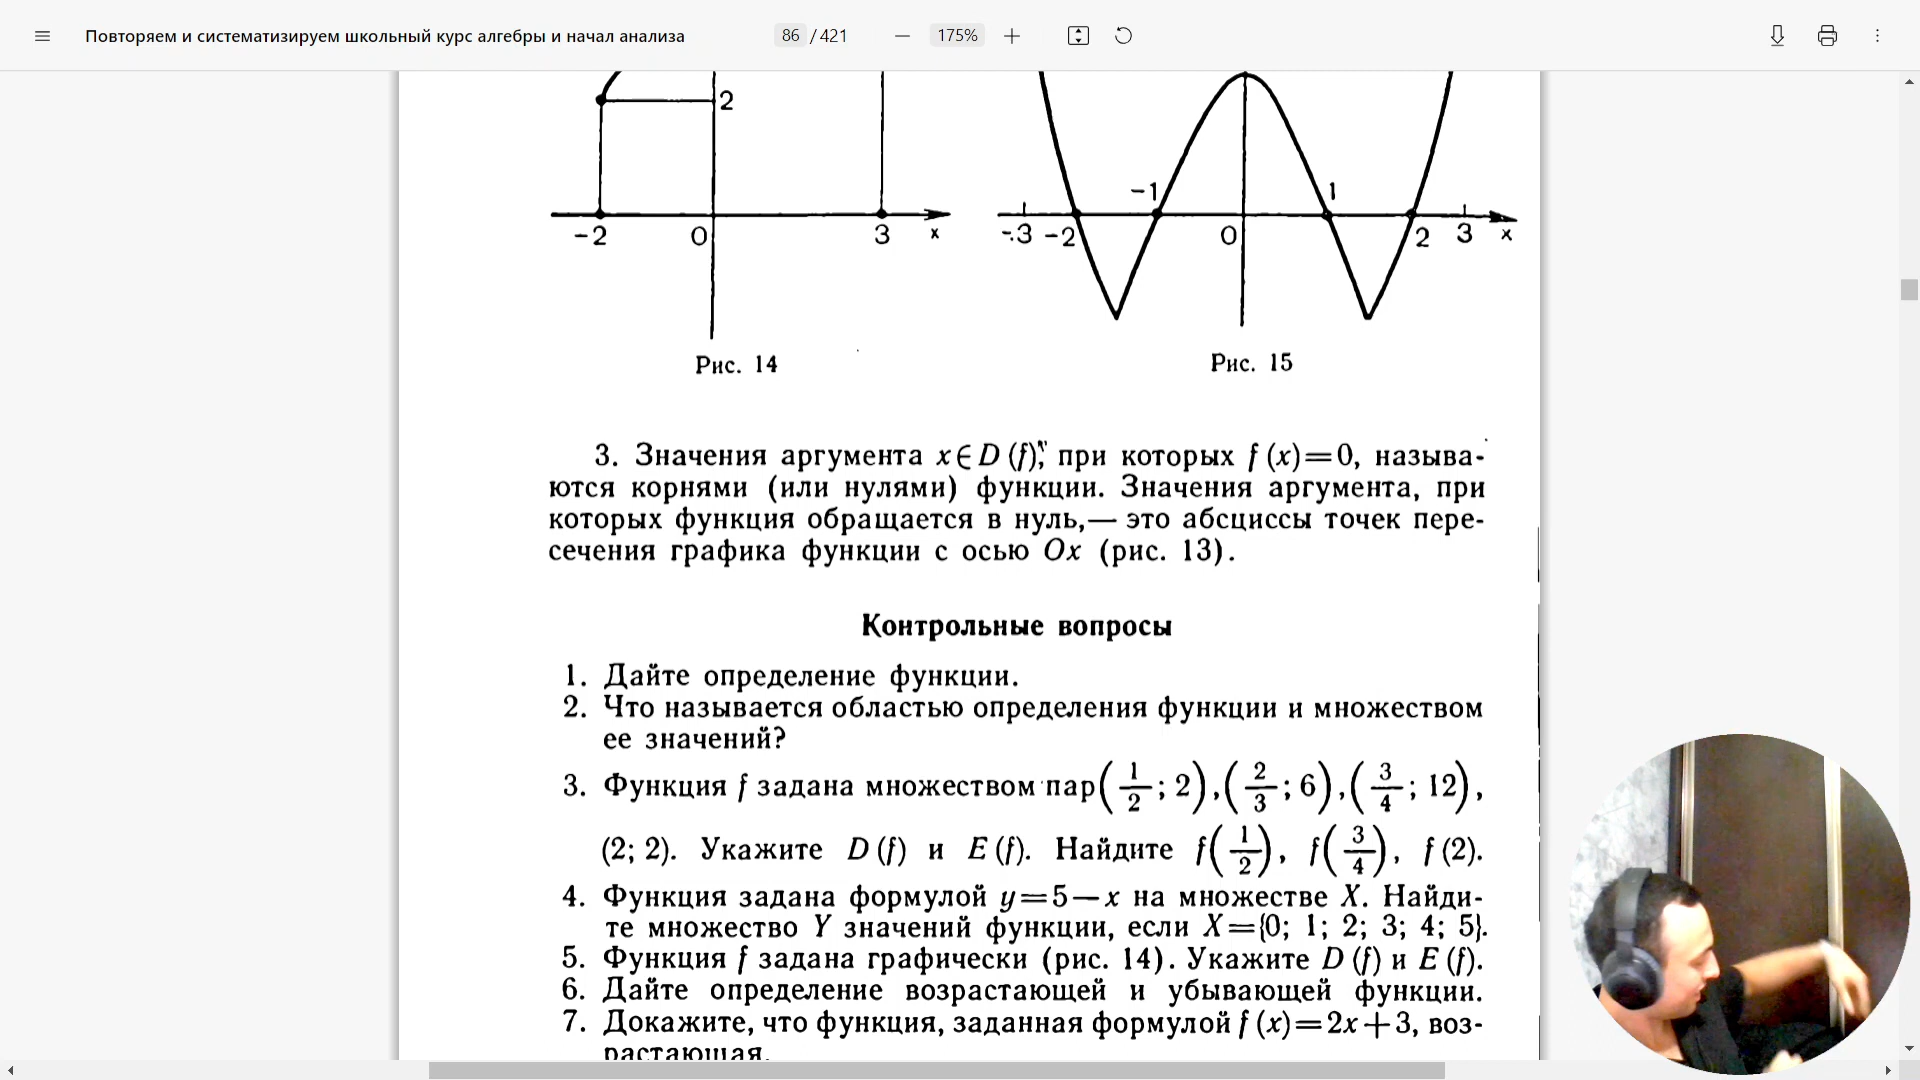 Повторяем и систематизируем школьный курс алгебры и начал анализа
86 / 421
175%
2
-1
1
-2
0
3
x
-3
-2
0
2
3
x
Рис. 14
Рис. 15
3. Значения аргумента x∈D (f), при которых f (x)=0, называ-
ются корнями (или нулями) функции. Значения аргумента, при
которых функция обращается в нуль,— это абсциссы точек пере-
сечения графика функции с осью Ox (рис. 13).
Контрольные вопросы
1. Дайте определение функции.
2. Что называется областью определения функции и множеством
ее значений?
3. Функция f задана множеством пар (1/2; 2), (2/3; 6), (3/4; 12),
(2; 2). Укажите D (f) и E (f). Найдите f(1/2), f(3/4), f (2).
4. Функция задана формулой y=5—x на множестве X. Найди-
те множество Y значений функции, если X={0; 1; 2; 3; 4; 5}.
5. Функция f задана графически (рис. 14). Укажите D (f) и E (f).
6. Дайте определение возрастающей и убывающей функции.
7. Докажите, что функция, заданная формулой f (x)=2x+3, воз-
растающая.